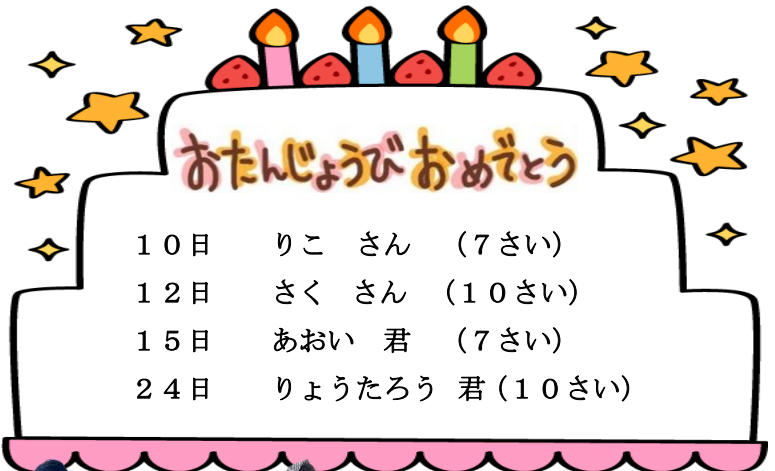 おたんじょうび おめでとう
１０日　　りこ　さん　（７さい）
１２日　　さく　さん　（１０さい）
１５日　　あおい　君　（７さい）
２４日　　りょうたろう 君（１０さい）